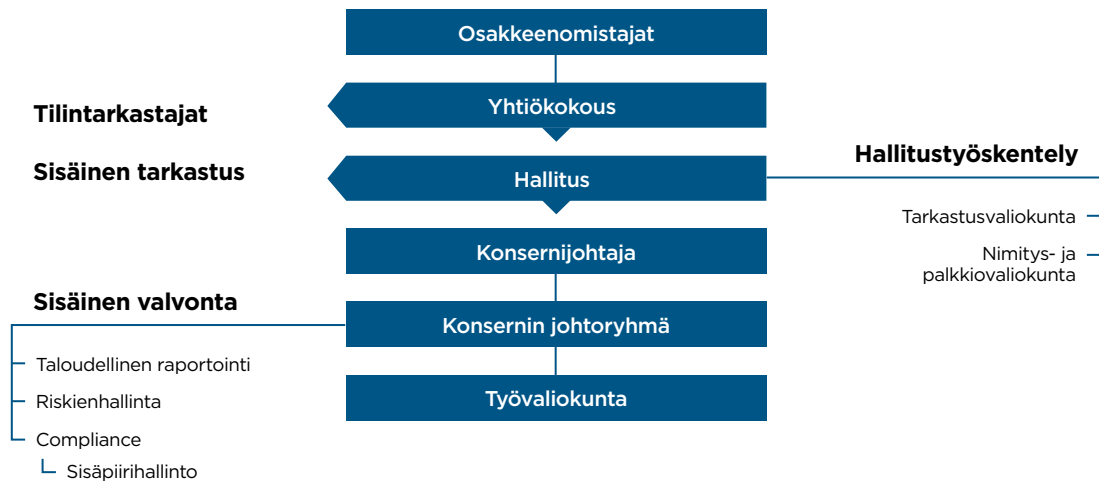 Osakkeenomistajat
Yhtiökokous
Tilintarkastajat
Hallitus
Sisäinen tarkastus
Hallitustyöskentely
Tarkastusvaliokunta
Nimitys- ja
palkkiovaliokunta
Konsernijohtaja
Konsernin johtoryhmä
Sisäinen valvonta
Taloudellinen raportointi
Riskienhallinta
Compliance
Sisäpiirihallinto
Työvaliokunta